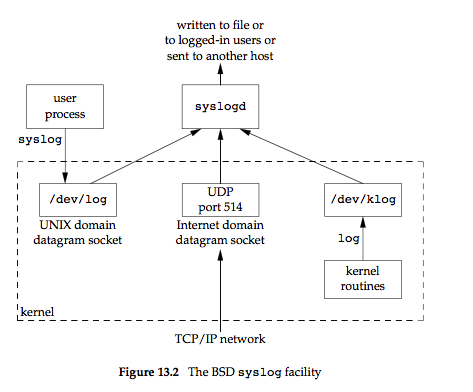 written to file or
to logged-in users or
sent to another host
user
process
syslogd
syslog
/dev/log
UDP
port 514
/dev/klog
UNIX domain
datagram socket
Internet domain
datagram socket
log
kernel
routines
kernel
TCP/IP network
Figure 13.2 The BSD syslog facility